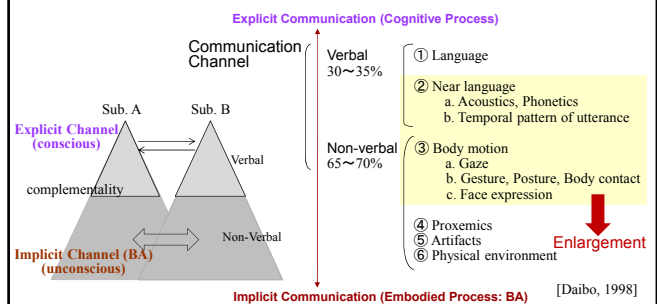 Explicit Communication (Cognitive Process)
Communication
Channel
Verbal
30～35%
Non-verbal
65～70%
① Language
② Near language
a. Acoustics, Phonetics
b. Temporal pattern of utterance
③ Body motion
a. Gaze
b. Gesture, Posture, Body contact
c. Face expression
④ Proxemics
⑤ Artifacts
⑥ Physical environment
Enlargement
Sub. A
Sub. B
Explicit Channel
(conscious)
Verbal
complementality
Implicit Channel (BA)
(unconscious)
Non-Verbal
Implicit Communication (Embodied Process: BA)
[Daibo, 1998]